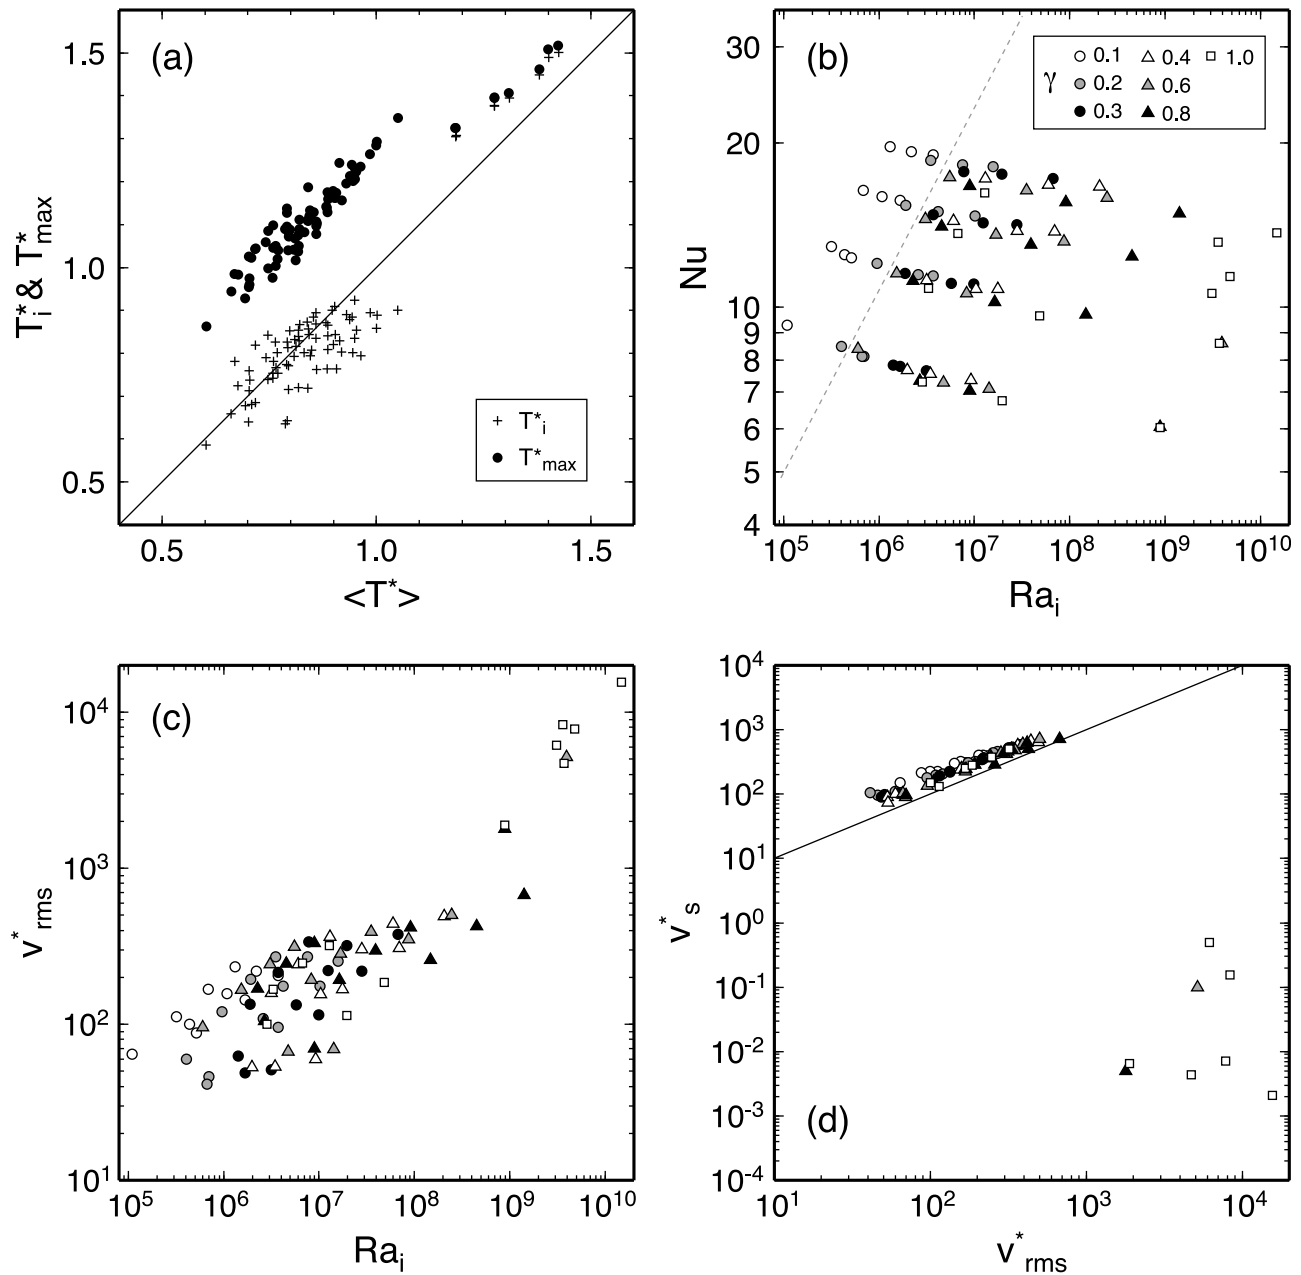 (a)
1.5
1.0
0.5
T*i & T*max
T*i
T*max
0.5 1.0 1.5
<T*>
(b)
30
20
10
9
8
7
6
5
4
Nu
γ
0.1 0.4 1.0
0.2 0.6
0.3 0.8
10^5 10^6 10^7 10^8 10^9 10^10
Ra_i
(c)
10^4
10^3
10^2
10^1
v*rms
10^5 10^6 10^7 10^8 10^9 10^10
Ra_i
(d)
10^4
10^3
10^2
10^1
10^0
10^-1
10^-2
10^-3
10^-4
v*s
10^1 10^2 10^3 10^4
v*rms